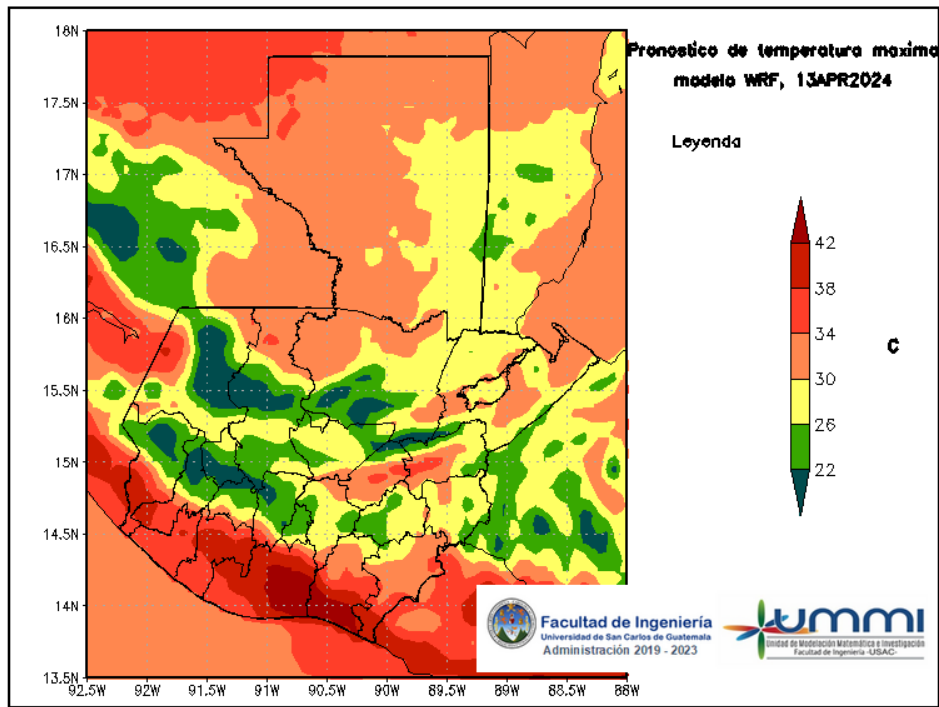 Pronostico de temperatura maxima
modelo WRF, 13APR2024
Leyenda
42
38
34
30
26
22
C
18N
17.5N
17N
16.5N
16N
15.5N
15N
14.5N
14N
13.5N
92.5W
92W
91.5W
91W
90.5W
90W
89.5W
89W
88.5W
88W
Facultad de Ingeniería
Universidad de San Carlos de Guatemala
Administración 2019 - 2023
ummi
Unidad de Modelación Matemática e Investigación
Facultad de Ingeniería -USAC-